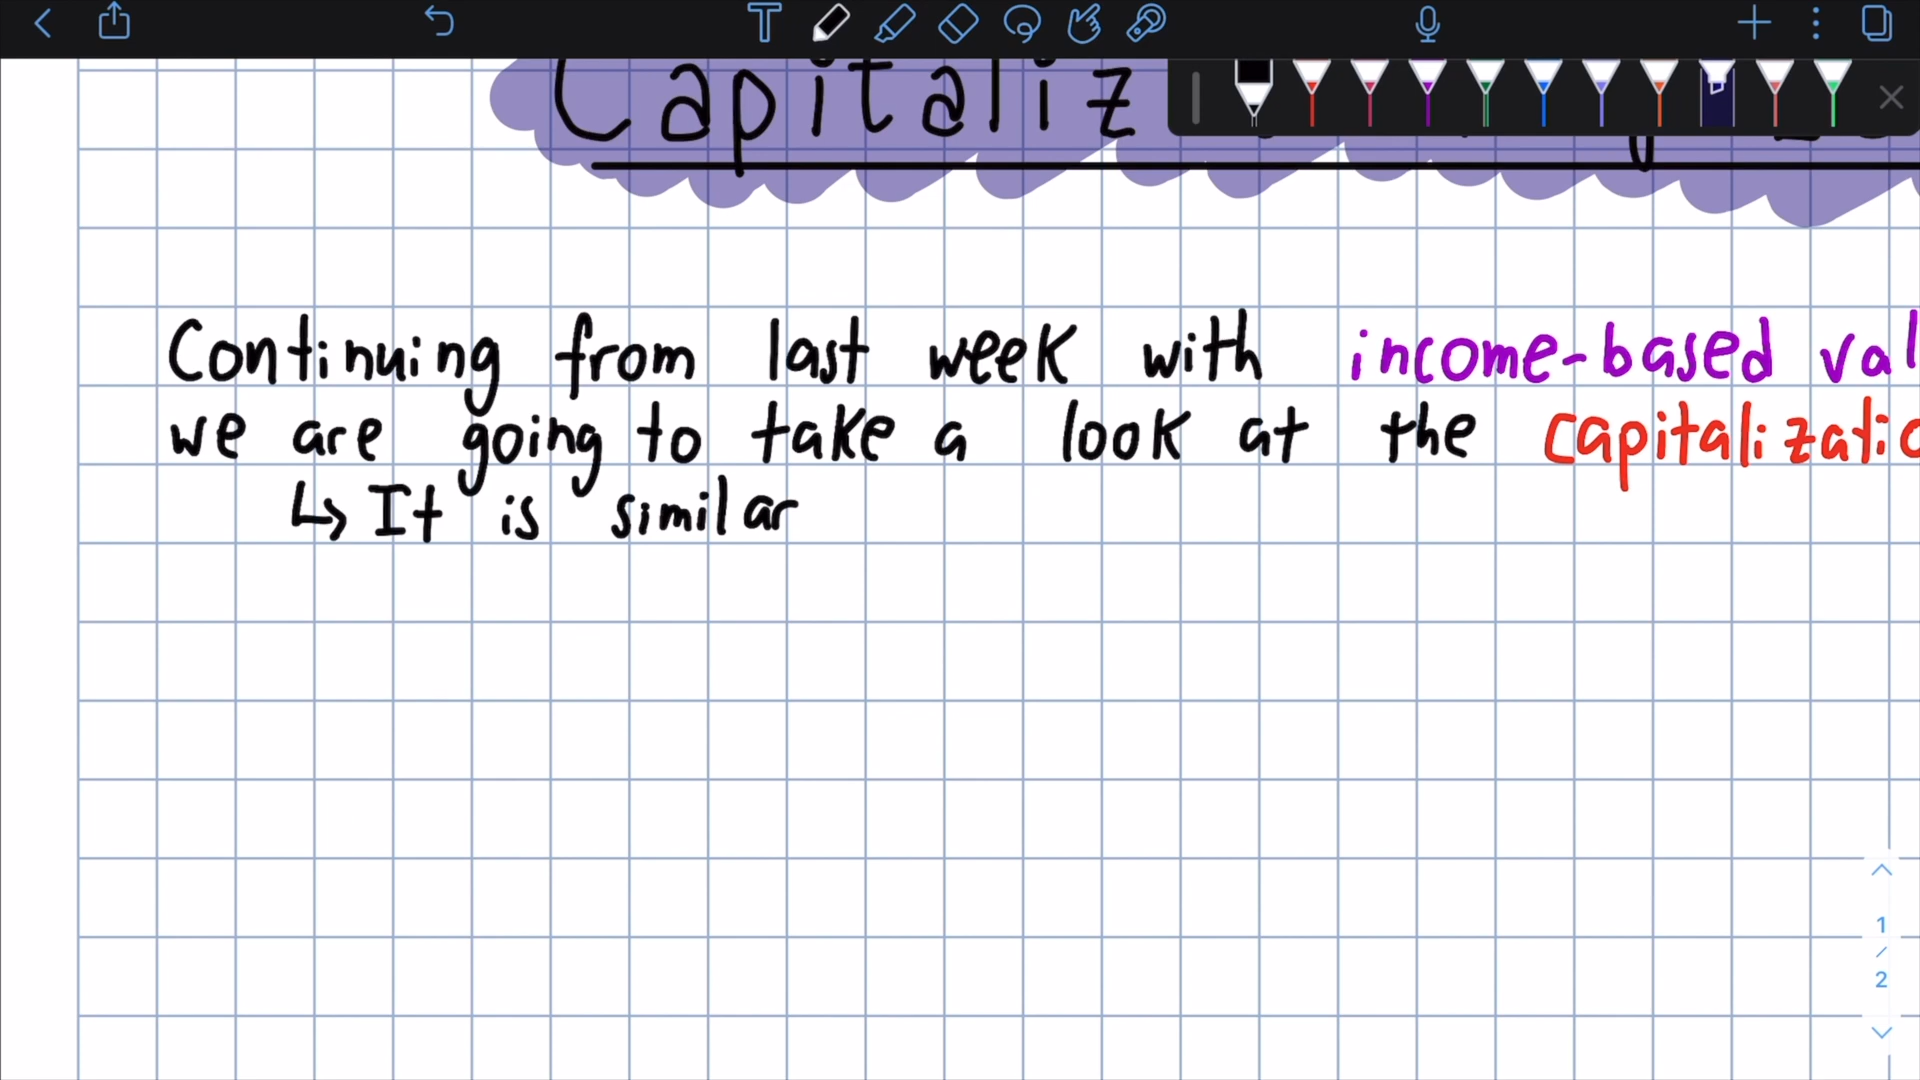 Capitaliz
Continuing from last week with income-based val
we are going to take a look at the capitalizatio
↳ It is similar
1
/
2